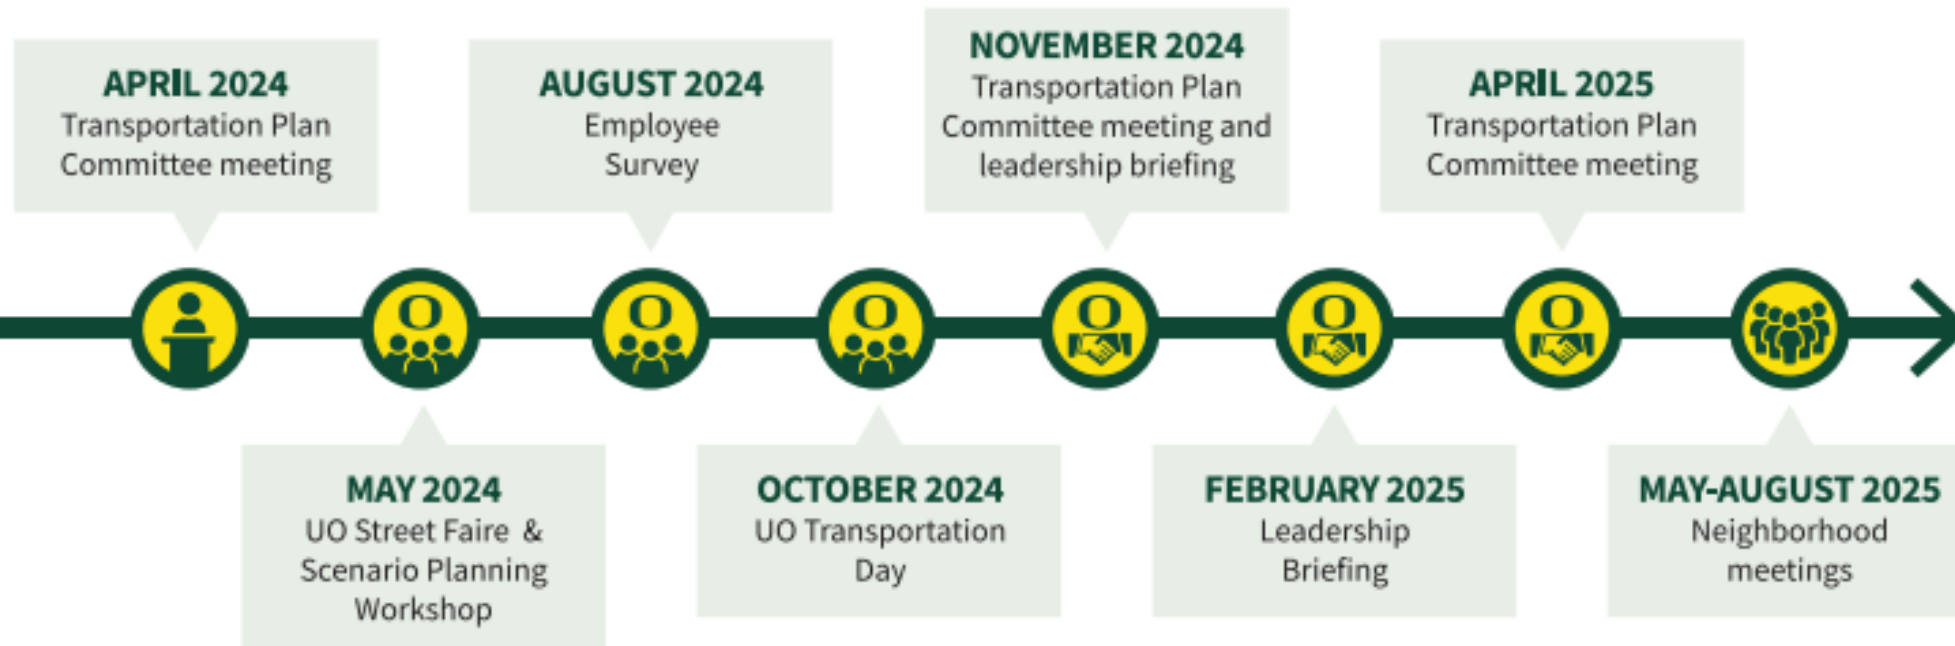 APRIL 2024
Transportation Plan
Committee meeting
MAY 2024
UO Street Faire &
Scenario Planning
Workshop
AUGUST 2024
Employee
Survey
OCTOBER 2024
UO Transportation
Day
NOVEMBER 2024
Transportation Plan
Committee meeting and
leadership briefing
FEBRUARY 2025
Leadership
Briefing
APRIL 2025
Transportation Plan
Committee meeting
MAY-AUGUST 2025
Neighborhood
meetings
O
O
O
O
O
O